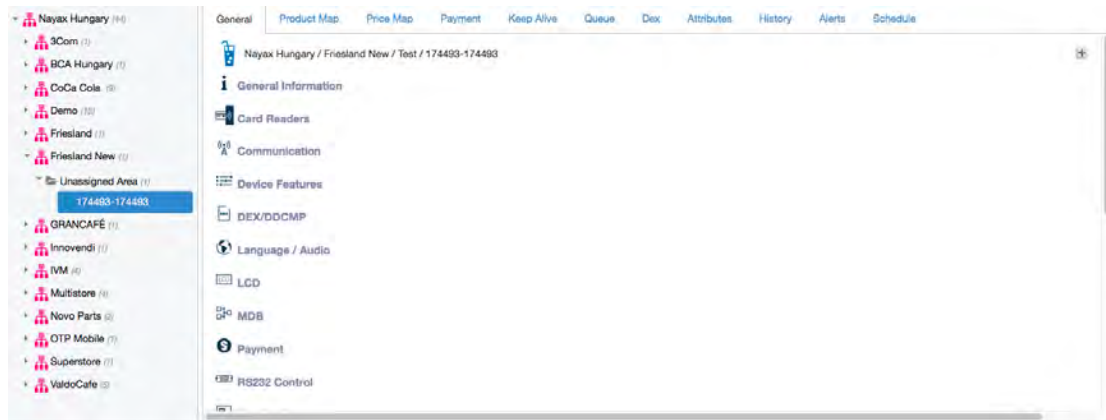 Nayax Hungary (44)
3Com (1)
BCA Hungary (1)
CoCa Cola (9)
Demo (10)
Friesland (1)
Friesland New (1)
Unassigned Area (1)
174493-174493
GRANCAFÉ (1)
Innovendi (1)
IVM (4)
Multistore (4)
Novo Parts
OTP Mobile (1)
Superstore (1)
ValdoCafe (5)
General Product Map Price Map Payment Keep Alive Queue Dex Attributes History Alerts Schedule
Nayax Hungary / Friesland New / Test / 174493-174493
General Information
Card Readers
Communication
Device Features
DEX/DDCMP
Language / Audio
LCD
MDB
Payment
RS232 Control